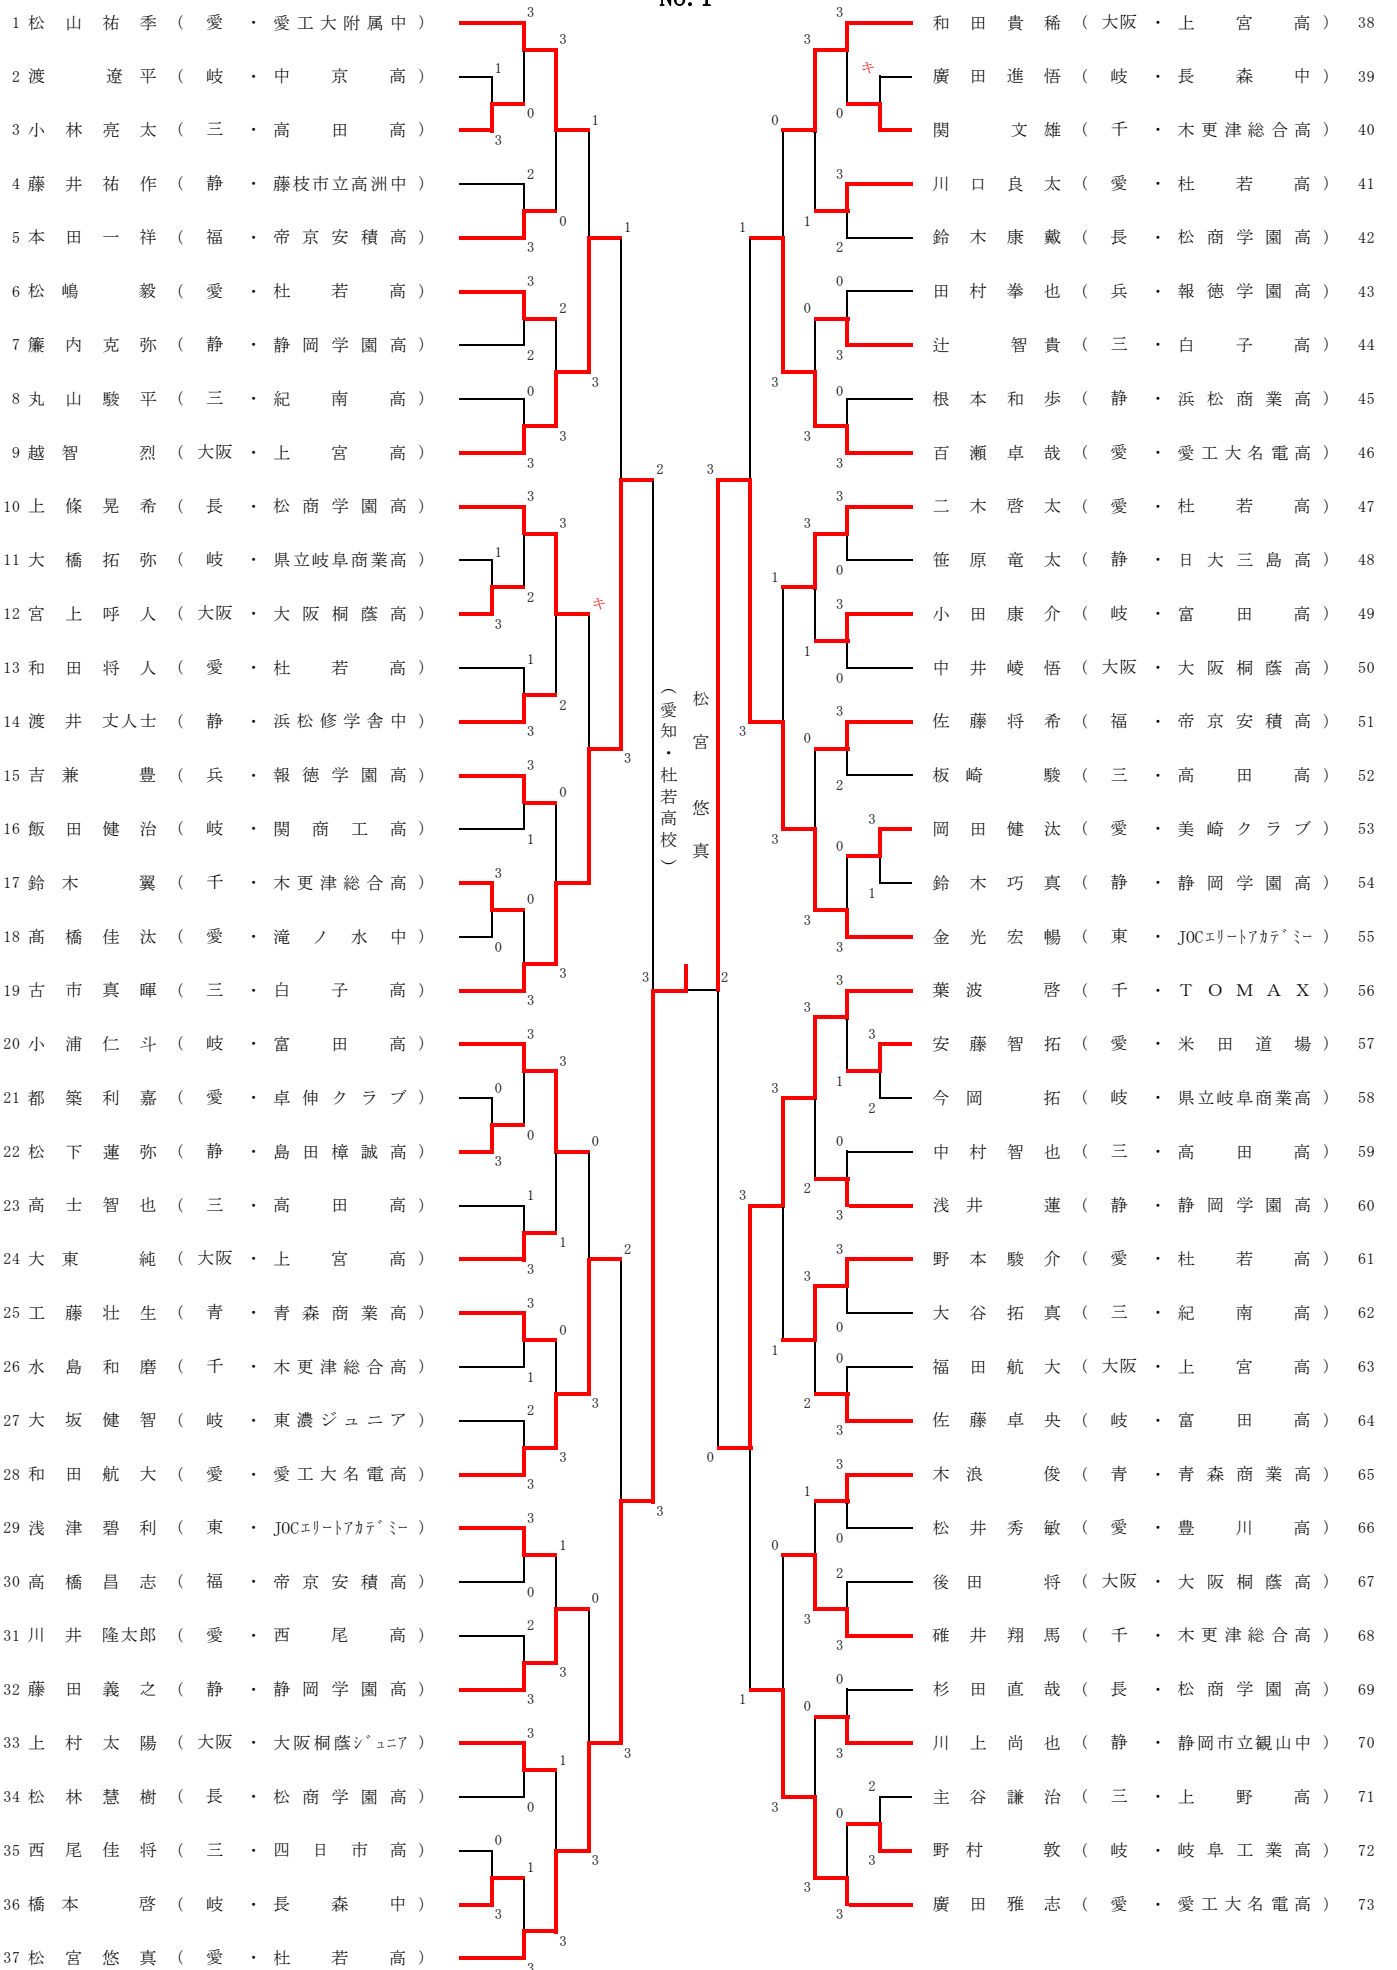 No.1
1 松山祐季 ( 愛 ・ 愛工大附属中 )
2 渡遼平 ( 岐 ・ 中京高 )
3 小林亮太 ( 三 ・ 高田高 )
4 藤井祐作 ( 静 ・ 藤枝市立高洲中 )
5 本田一祥 ( 福 ・ 帝京安積高 )
6 松嶋毅 ( 愛 ・ 杜若高 )
7 簾内克弥 ( 静 ・ 静岡学園高 )
8 丸山駿平 ( 三 ・ 紀南高 )
9 越智烈 ( 大阪 ・ 上宮高 )
10 上條晃希 ( 長 ・ 松商学園高 )
11 大橋拓弥 ( 岐 ・ 県立岐阜商業高 )
12 宮上呼人 ( 大阪 ・ 大阪桐蔭高 )
13 和田将人 ( 愛 ・ 杜若高 )
14 渡井丈人士 ( 静 ・ 浜松修学舎中 )
15 吉兼豊 ( 兵 ・ 報徳学園高 )
16 飯田健治 ( 岐 ・ 関商工高 )
17 鈴木翼 ( 千 ・ 木更津総合高 )
18 髙橋佳汰 ( 愛 ・ 滝ノ水中 )
19 古市真暉 ( 三 ・ 白子高 )
20 小浦仁斗 ( 岐 ・ 富田高 )
21 都築利嘉 ( 愛 ・ 卓伸クラブ )
22 松下蓮弥 ( 静 ・ 島田樟誠高 )
23 高士智也 ( 三 ・ 高田高 )
24 大東純 ( 大阪 ・ 上宮高 )
25 工藤壮生 ( 青 ・ 青森商業高 )
26 水島和磨 ( 千 ・ 木更津総合高 )
27 大坂健智 ( 岐 ・ 東濃ジュニア )
28 和田航大 ( 愛 ・ 愛工大名電高 )
29 浅津碧利 ( 東 ・ JOCエリートアカデミー )
30 高橋昌志 ( 福 ・ 帝京安積高 )
31 川井隆太郎 ( 愛 ・ 西尾高 )
32 藤田義之 ( 静 ・ 静岡学園高 )
33 上村太陽 ( 大阪 ・ 大阪桐蔭ジュニア )
34 松林慧樹 ( 長 ・ 松商学園高 )
35 西尾佳将 ( 三 ・ 四日市高 )
36 橋本啓 ( 岐 ・ 長森中 )
37 松宮悠真 ( 愛 ・ 杜若高 )
松宮悠真
(愛知・杜若高校)
和田貴稀 ( 大阪 ・ 上宮高 ) 38
廣田進悟 ( 岐 ・ 長森中 ) 39
関文雄 ( 千 ・ 木更津総合高 ) 40
川口良太 ( 愛 ・ 杜若高 ) 41
鈴木康戴 ( 長 ・ 松商学園高 ) 42
田村拳也 ( 兵 ・ 報徳学園高 ) 43
辻智貴 ( 三 ・ 白子高 ) 44
根本和歩 ( 静 ・ 浜松商業高 ) 45
百瀬卓哉 ( 愛 ・ 愛工大名電高 ) 46
二木啓太 ( 愛 ・ 杜若高 ) 47
笹原竜太 ( 静 ・ 日大三島高 ) 48
小田康介 ( 岐 ・ 富田高 ) 49
中井崚悟 ( 大阪 ・ 大阪桐蔭高 ) 50
佐藤将希 ( 福 ・ 帝京安積高 ) 51
板崎駿 ( 三 ・ 高田高 ) 52
岡田健汰 ( 愛 ・ 美崎クラブ ) 53
鈴木巧真 ( 静 ・ 静岡学園高 ) 54
金光宏暢 ( 東 ・ JOCエリートアカデミー ) 55
葉波啓 ( 千 ・ TOMAX ) 56
安藤智拓 ( 愛 ・ 米田道場 ) 57
今岡拓 ( 岐 ・ 県立岐阜商業高 ) 58
中村智也 ( 三 ・ 高田高 ) 59
浅井蓮 ( 静 ・ 静岡学園高 ) 60
野本駿介 ( 愛 ・ 杜若高 ) 61
大谷拓真 ( 三 ・ 紀南高 ) 62
福田航大 ( 大阪 ・ 上宮高 ) 63
佐藤卓央 ( 岐 ・ 富田高 ) 64
木浪俊 ( 青 ・ 青森商業高 ) 65
松井秀敏 ( 愛 ・ 豊川高 ) 66
後田将 ( 大阪 ・ 大阪桐蔭高 ) 67
碓井翔馬 ( 千 ・ 木更津総合高 ) 68
杉田直哉 ( 長 ・ 松商学園高 ) 69
川上尚也 ( 静 ・ 静岡市立観山中 ) 70
主谷謙治 ( 三 ・ 上野高 ) 71
野村敦 ( 岐 ・ 岐阜工業高 ) 72
廣田雅志 ( 愛 ・ 愛工大名電高 ) 73